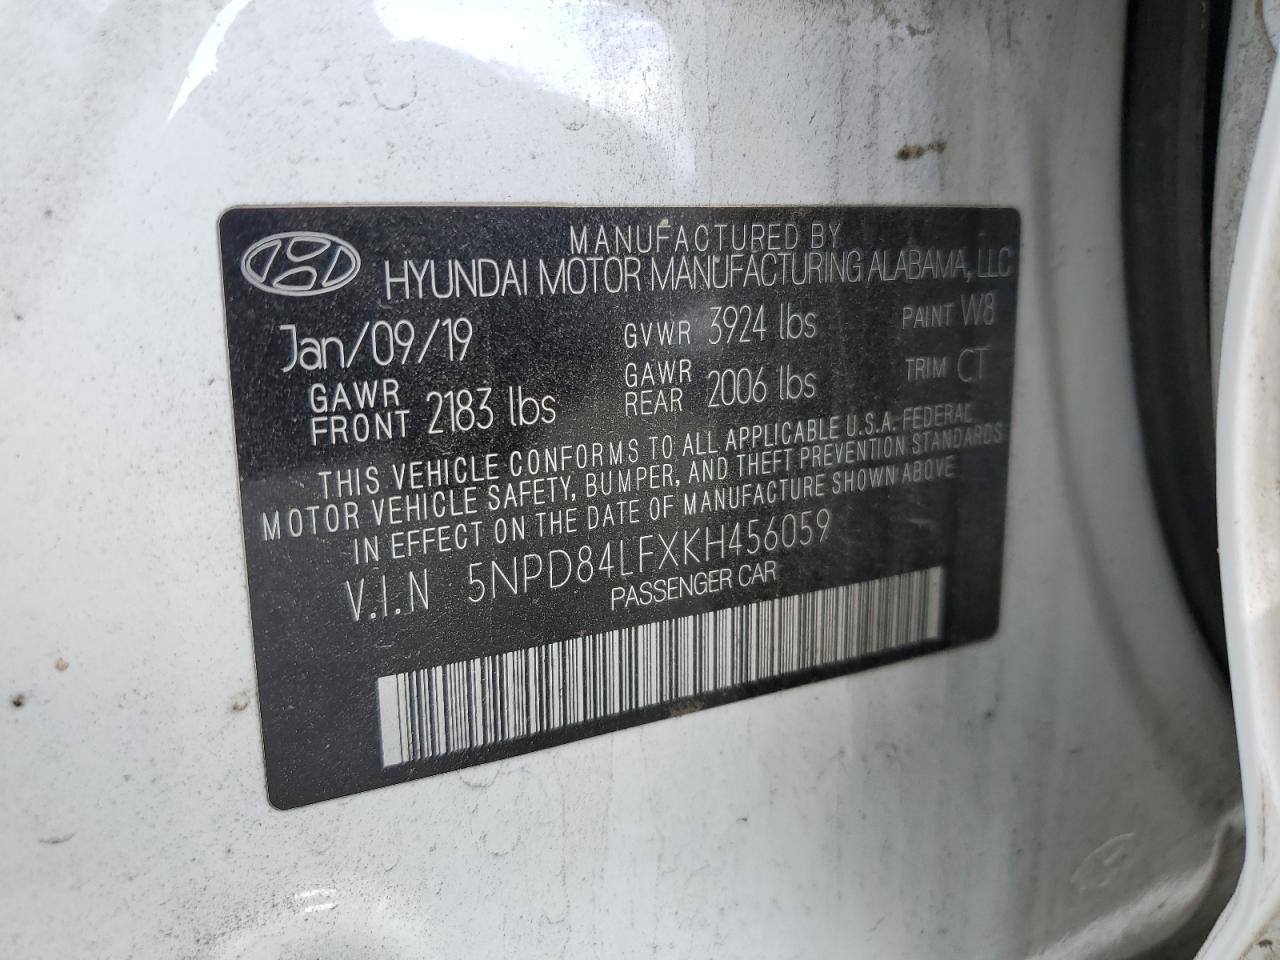 MANUFACTURED BY
HYUNDAI MOTOR MANUFACTURING ALABAMA, LLC
Jan/09/19 GVWR 3924 lbs PAINT W8
GAWR FRONT 2183 lbs GAWR REAR 2006 lbs TRIM CT
THIS VEHICLE CONFORMS TO ALL APPLICABLE U.S.A. FEDERAL
MOTOR VEHICLE SAFETY, BUMPER, AND THEFT PREVENTION STANDARDS
IN EFFECT ON THE DATE OF MANUFACTURE SHOWN ABOVE
V.I.N 5NPD84LFXKH456059
PASSENGER CAR